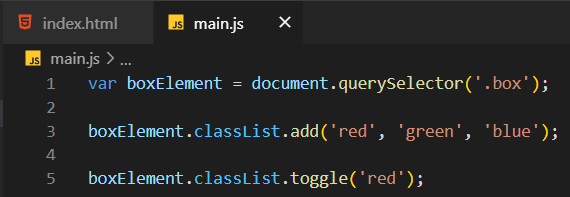 index.html
main.js
main.js > ...
1 var boxElement = document.querySelector('.box');
2
3 boxElement.classList.add('red', 'green', 'blue');
4
5 boxElement.classList.toggle('red');